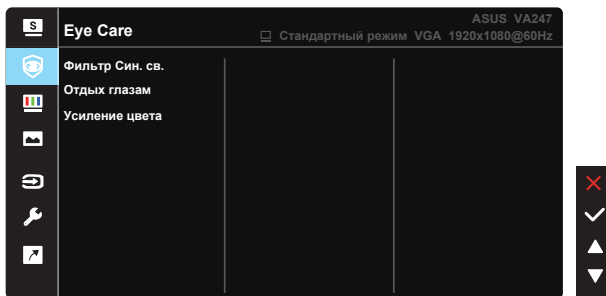 S
Eye Care
ASUS VA247
Стандартный режим VGA 1920x1080@60Hz
Фильтр Син. св.
Отдых глазам
Усиление цвета